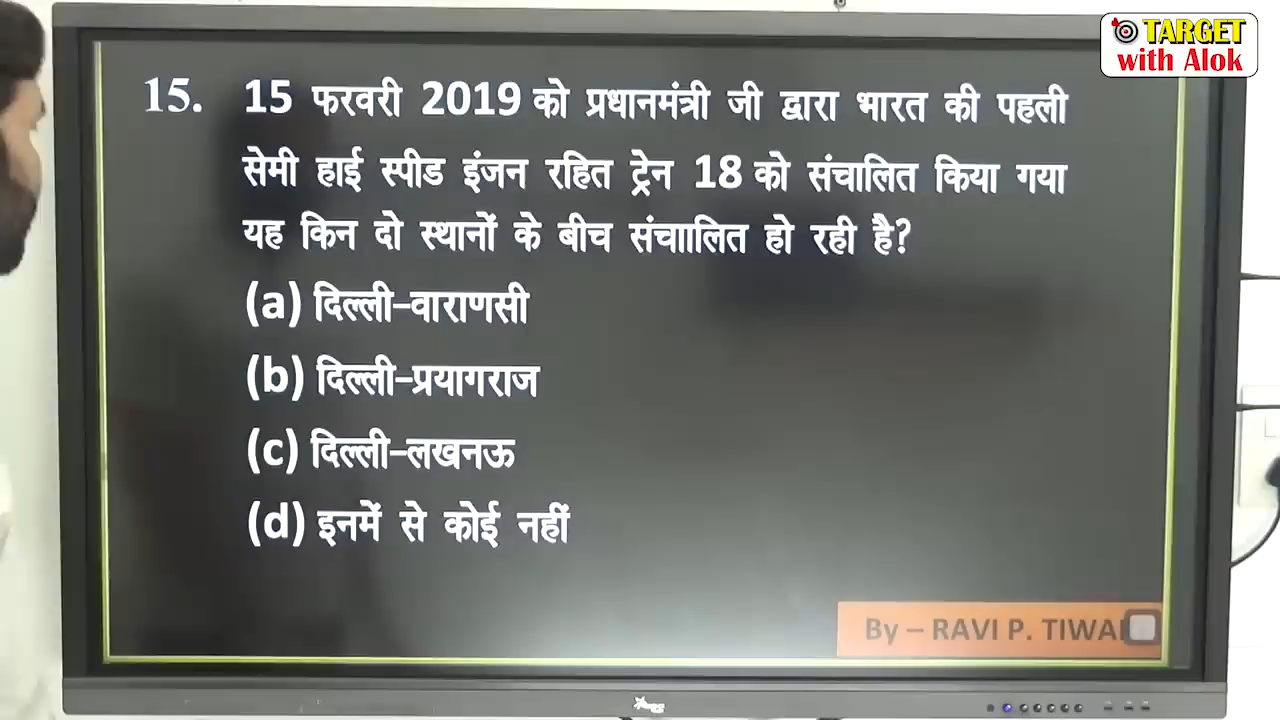 TARGET
with Alok
15. 15 फरवरी 2019 को प्रधानमंत्री जी द्वारा भारत की पहली
सेमी हाई स्पीड इंजन रहित ट्रेन 18 को संचालित किया गया
यह किन दो स्थानों के बीच संचाालित हो रही है?
(a) दिल्ली–वाराणसी
(b) दिल्ली–प्रयागराज
(c) दिल्ली–लखनऊ
(d) इनमें से कोई नहीं
By – RAVI P.